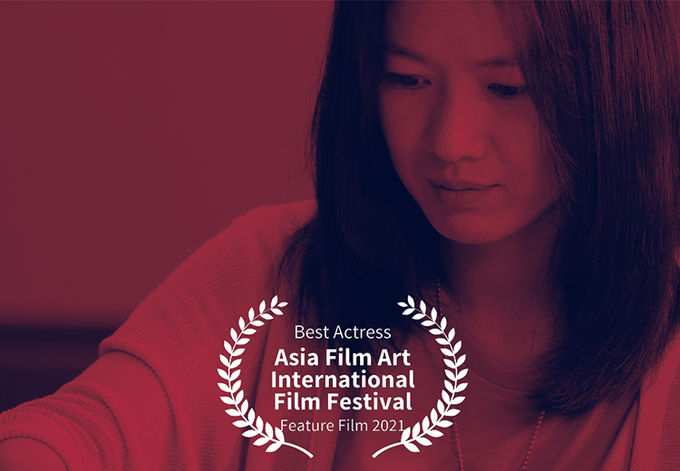 Best Actress
Asia Film Art
International
Film Festival
Feature Film 2021